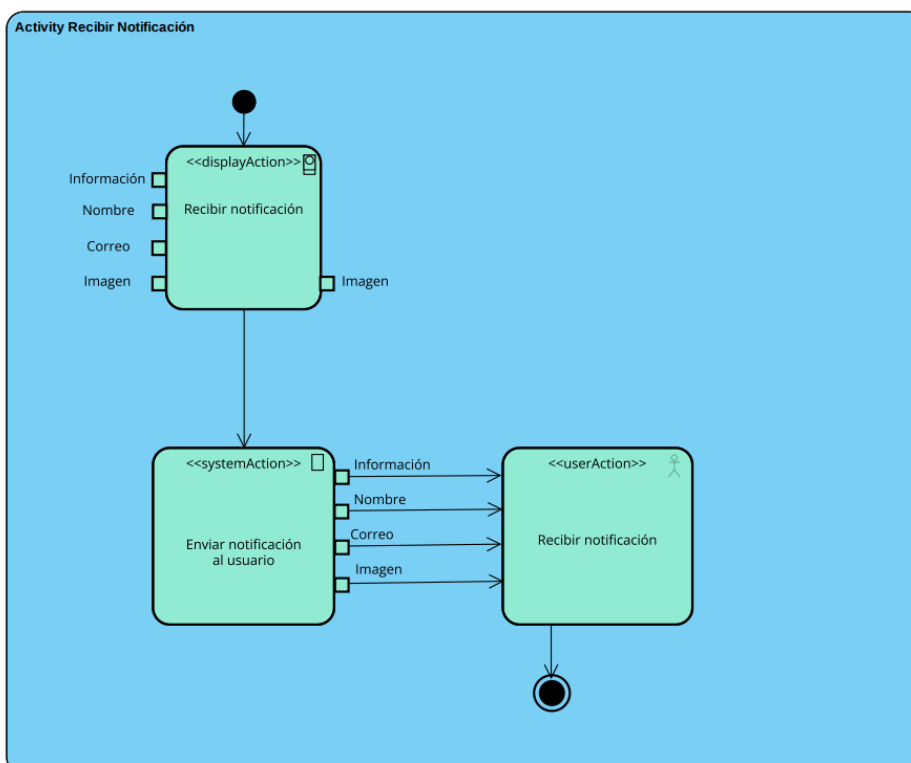 Activity Recibir Notificación
<<displayAction>>
Información
Nombre
Recibir notificación
Correo
Imagen
Imagen
<<systemAction>>
Información
<<userAction>>
Nombre
Correo
Enviar notificación
al usuario
Recibir notificación
Imagen